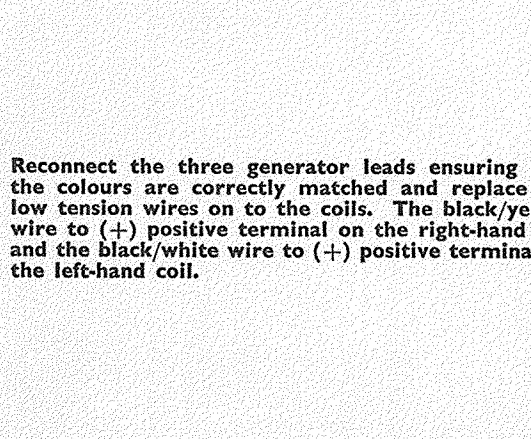 Reconnect the three generator leads ensuring
the colours are correctly matched and replace
low tension wires on to the coils. The black/ye
wire to (+) positive terminal on the right-hand
and the black/white wire to (+) positive termina
the left-hand coil.